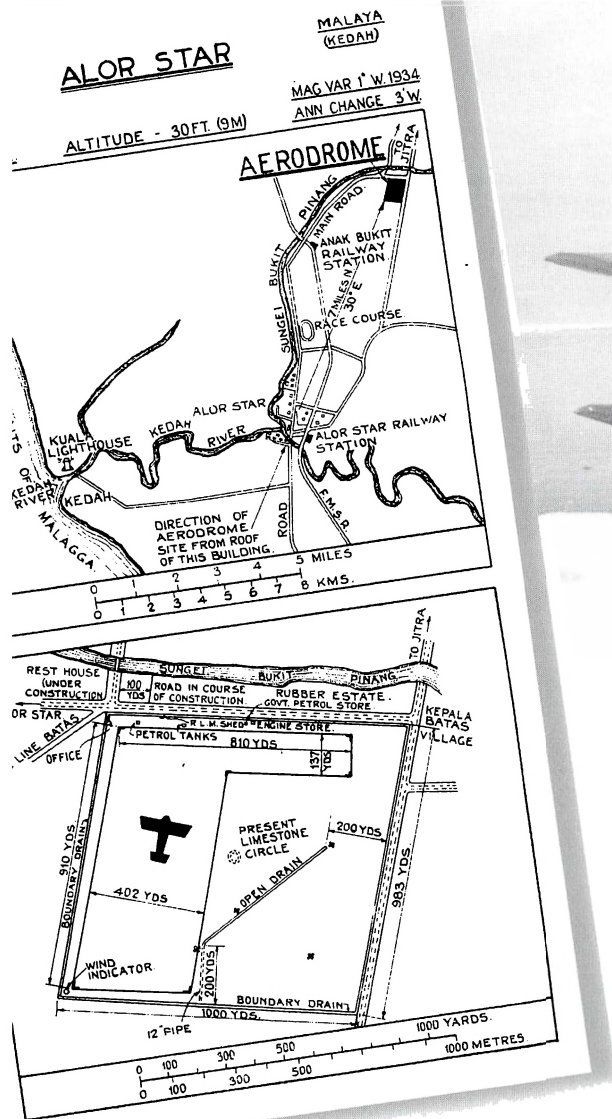 MALAYA
(KEDAH)
ALOR STAR
MAG VAR 1° W. 1934
ANN CHANGE 3' W.
ALTITUDE - 30 FT. (9M)
AERODROME
TO JITRA
SUNGEI BUKIT PINANG
MAIN ROAD.
ANAK BUKIT
RAILWAY
STATION
7 MILES N
30° E
RACE COURSE
ALOR STAR
KEDAH RIVER
ALOR STAR RAILWAY
STATION
KUALA
LIGHTHOUSE
TS OF MALAGGA.
KEDAH
RIVER
KEDAH
DIRECTION OF
AERODROME
SITE FROM ROOF
OF THIS BUILDING.
ROAD
F.M.S.R.
0 1 2 3 4 5 MILES
0 1 2 3 4 5 6 7 8 KMS.
TO JITRA
SUNGEI BUKIT PINANG
REST HOUSE
(UNDER
CONSTRUCTION
100
YDS
ROAD IN COURSE
OF CONSTRUCTION.
RUBBER ESTATE.
GOVT. PETROL STORE
OR STAR
KEPALA
BATAS
VILLAGE
LINE BATAS
OFFICE
R.L.M. SHED
ENGINE STORE.
PETROL TANKS
810 YDS
137
YDS
910 YDS
BOUNDARY DRAIN
PRESENT
LIMESTONE
CIRCLE
200 YDS
983 YDS
402 YDS
OPEN DRAIN
WIND
INDICATOR.
200 YDS
12" PIPE
BOUNDARY DRAIN
1000 YDS.
0 100 300 500 1000 YARDS.
0 100 300 500 1000 METRES.